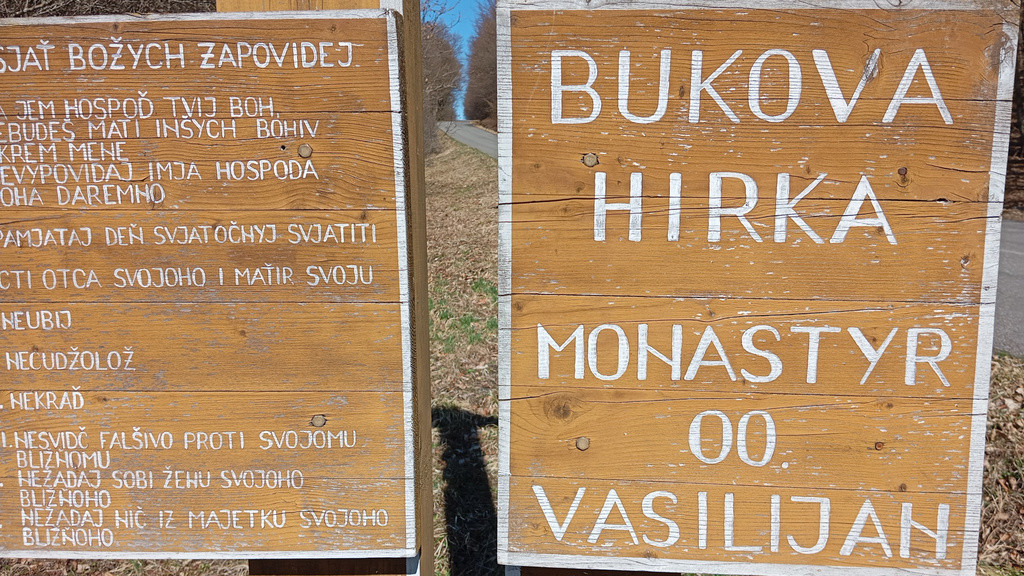 SJAŤ BOŽYCH ZAPOVIDEJ
JEM HOSPOĎ TVIJ BOH,
EBUDEŠ MATI INŠYCH BOHIV
KREM MENE
EVYPOVIDAJ IMJA HOSPODA
OHA DAREMNO
PAMJATAJ DEŇ SVJATOČNYJ SVJATITI
CTI OTCA SVOJOHO I MAŤIR SVOJU
NEUBIJ
NECUDŽOLOŽ
NEKRAĎ
NESVIDČ FALŠIVO PROTI SVOJOMU
BLIŽNOMU
NEŽADAJ SOBI ŽENU SVOJOHO
BLIŽNOHO
NEŽADAJ NIČ IZ MAJETKU SVOJOHO
BLIŽNOHO
BUKOVA
HIRKA
MONASTYR
OO.
VASILIJAN